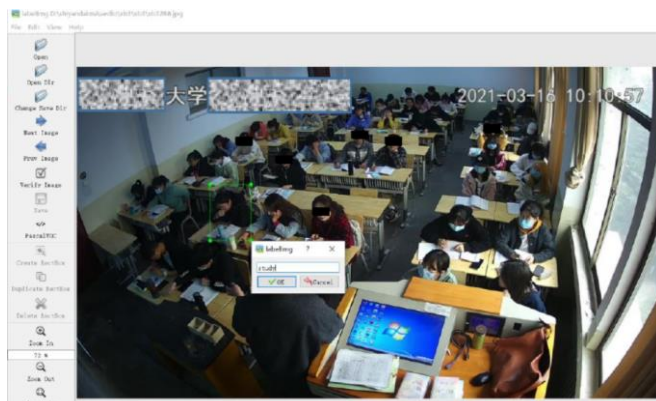 File Edit View Help
Open
Open Dir
Change Save Dir
Next Image
Prev Image
Verify Image
Save
</>
PascalVOC
Create RectBox
Duplicate RectBox
Delete RectBox
Zoom In
72 %
Zoom Out
大学
2021-03-16 10:10:57
labelImg ? ×
study
OK Cancel